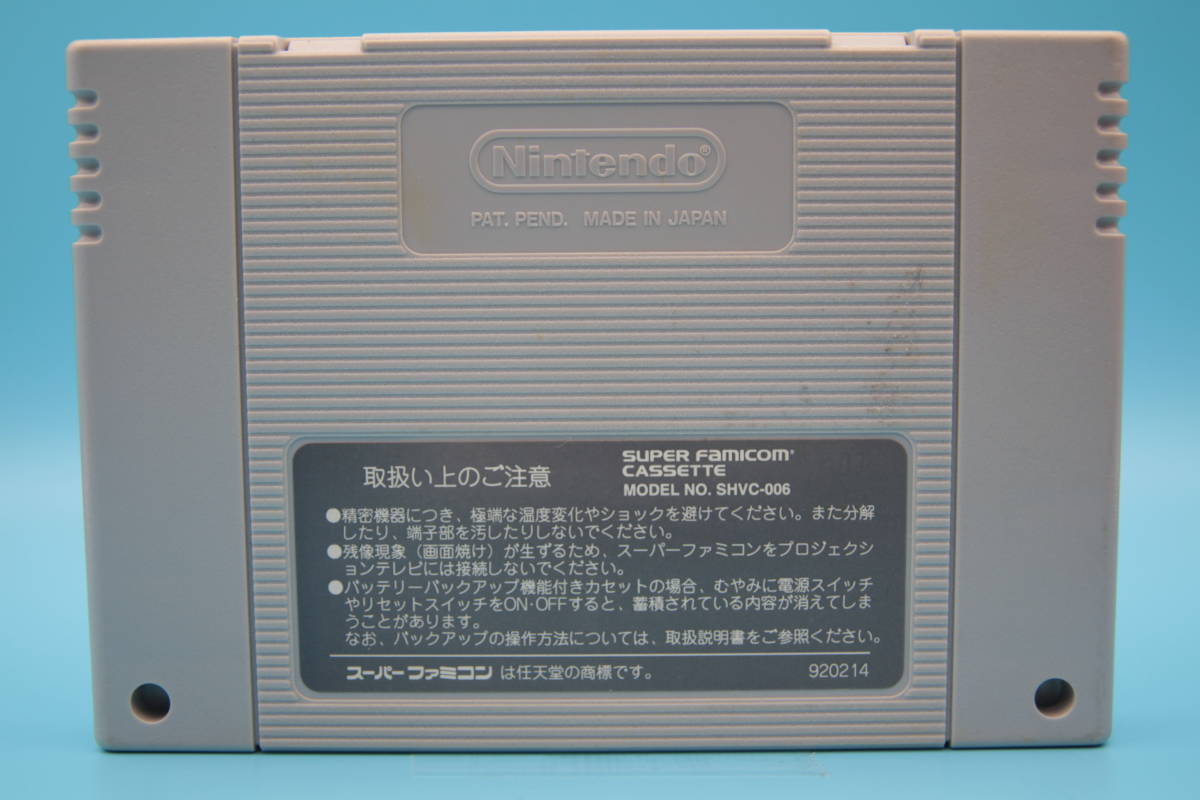 Nintendo®
PAT. PEND. MADE IN JAPAN
取扱い上のご注意
SUPER FAMICOM®
CASSETTE
MODEL NO. SHVC-006
●精密機器につき、極端な温度変化やショックを避けてください。また分解
したり、端子部を汚したりしないでください。
●残像現象（画面焼け）が生ずるため、スーパーファミコンをプロジェクシ
ョンテレビには接続しないでください。
●バッテリーバックアップ機能付きカセットの場合、むやみに電源スイッチ
やリセットスイッチをON・OFFすると、蓄積されている内容が消えてしま
うことがあります。
なお、バックアップの操作方法については、取扱説明書をご参照ください。
スーパーファミコン は任天堂の商標です。
920214